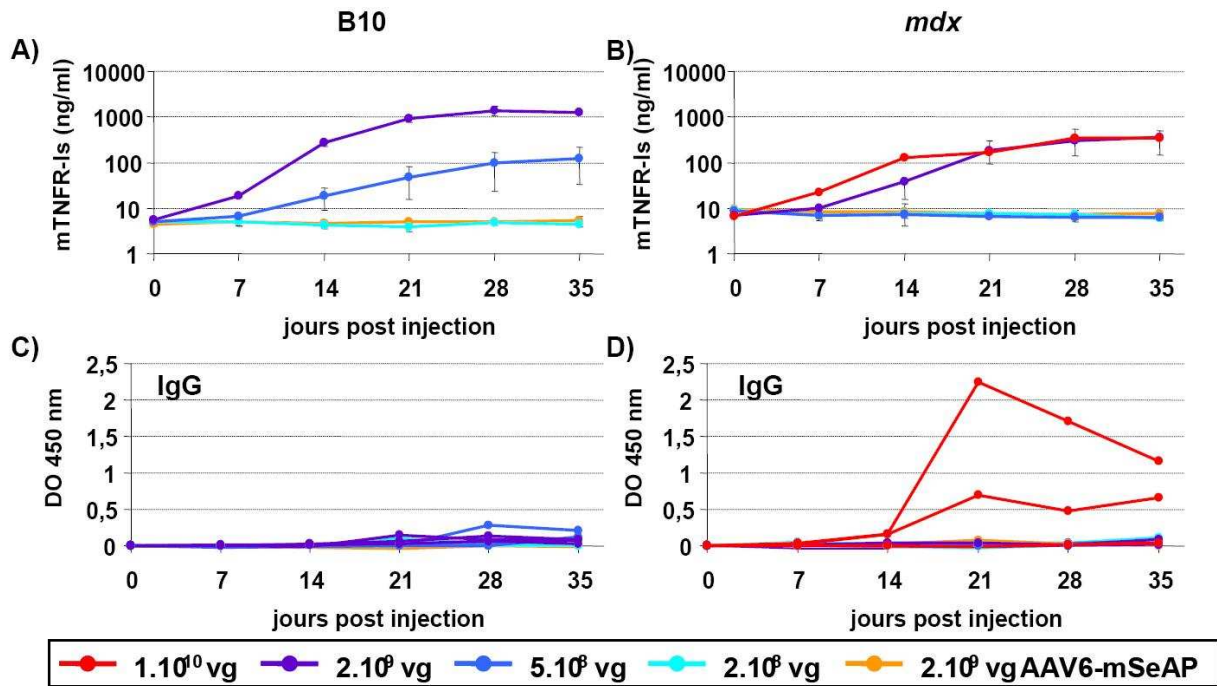 B10
mdx
A)
mTNFR-Is (ng/ml)
10000
1000
100
10
1
0 7 14 21 28 35
jours post injection
B)
mTNFR-Is (ng/ml)
10000
1000
100
10
1
0 7 14 21 28 35
jours post injection
C)
IgG
DO 450 nm
2,5
2
1,5
1
0,5
0
0 7 14 21 28 35
jours post injection
D)
IgG
DO 450 nm
2,5
2
1,5
1
0,5
0
0 7 14 21 28 35
jours post injection
1.10¹⁰ vg 2.10⁹ vg 5.10⁸ vg 2.10⁸ vg 2.10⁹ vg AAV6-mSeAP